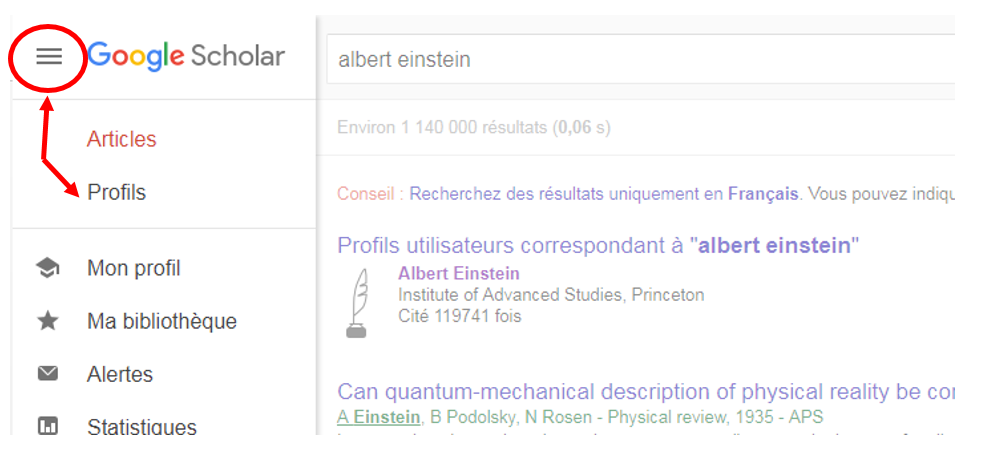 Google Scholar
albert einstein
Articles
Profils
Mon profil
Ma bibliothèque
Alertes
Statistiques
Environ 1 140 000 résultats (0,06 s)
Conseil : Recherchez des résultats uniquement en Français. Vous pouvez indiqu
Profils utilisateurs correspondant à "albert einstein"
Albert Einstein
Institute of Advanced Studies, Princeton
Cité 119741 fois
Can quantum-mechanical description of physical reality be co
A Einstein, B Podolsky, N Rosen - Physical review, 1935 - APS